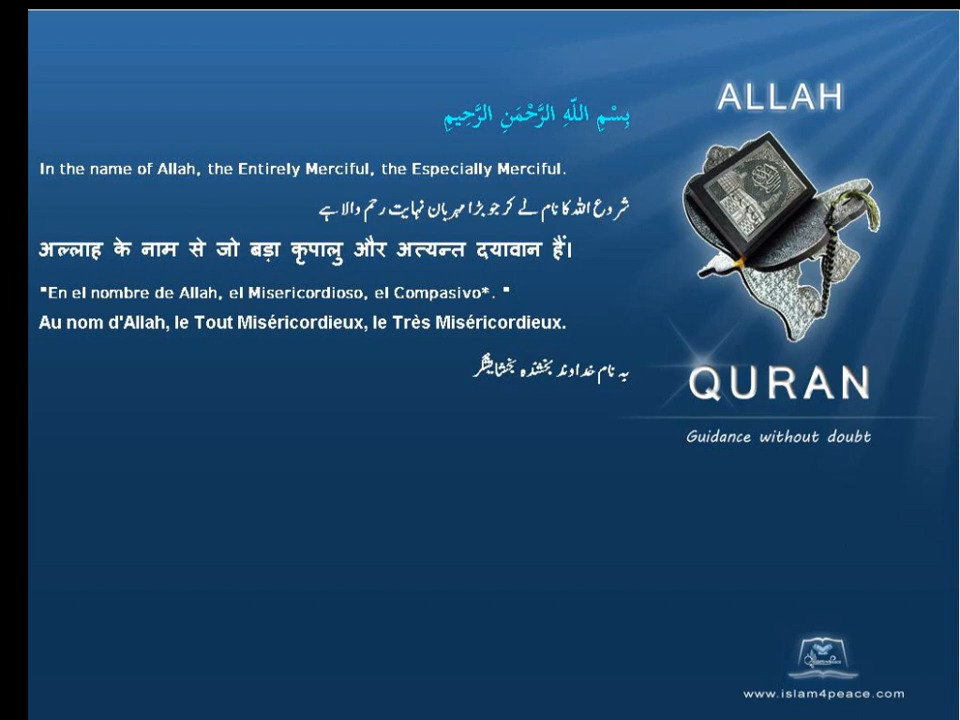 بِسْمِ اللَّهِ الرَّحْمَنِ الرَّحِيمِ
In the name of Allah, the Entirely Merciful, the Especially Merciful.
شروع الله کا نام لے کر جو بڑا مہربان نہایت رحم والا ہے
अल्लाह के नाम से जो बड़ा कृपालु और अत्यन्त दयावान हैं।
"En el nombre de Allah, el Misericordioso, el Compasivo*. "
Au nom d'Allah, le Tout Miséricordieux, le Très Miséricordieux.
به نام خداوند بخشنده بخشایشگر
ALLAH
QURAN
Guidance without doubt
www.islam4peace.com